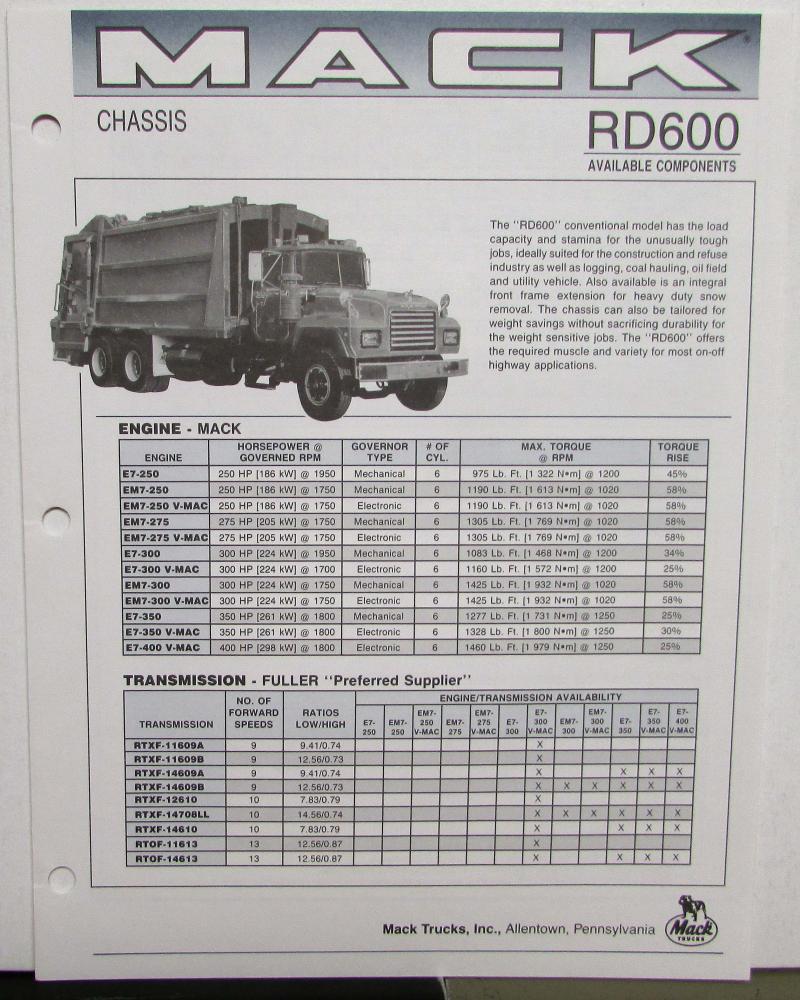 MACK®
CHASSIS
RD600
AVAILABLE COMPONENTS
The "RD600" conventional model has the load
capacity and stamina for the unusually tough
jobs, ideally suited for the construction and refuse
industry as well as logging, coal hauling, oil field
and utility vehicle. Also available is an integral
front frame extension for heavy duty snow
removal. The chassis can also be tailored for
weight savings without sacrificing durability for
the weight sensitive jobs. The "RD600" offers
the required muscle and variety for most on-off
highway applications.
ENGINE - MACK
ENGINE HORSEPOWER @ GOVERNED RPM GOVERNOR TYPE # OF CYL. MAX. TORQUE @ RPM TORQUE RISE
E7-250 250 HP [186 kW] @ 1950 Mechanical 6 975 Lb. Ft. [1 322 N•m] @ 1200 45%
EM7-250 250 HP [186 kW] @ 1750 Mechanical 6 1190 Lb. Ft. [1 613 N•m] @ 1020 58%
EM7-250 V-MAC 250 HP [186 kW] @ 1750 Electronic 6 1190 Lb. Ft. [1 613 N•m] @ 1020 58%
EM7-275 275 HP [205 kW] @ 1750 Mechanical 6 1305 Lb. Ft. [1 769 N•m] @ 1020 58%
EM7-275 V-MAC 275 HP [205 kW] @ 1750 Electronic 6 1305 Lb. Ft. [1 769 N•m] @ 1020 58%
E7-300 300 HP [224 kW] @ 1950 Mechanical 6 1083 Lb. Ft. [1 468 N•m] @ 1200 34%
E7-300 V-MAC 300 HP [224 kW] @ 1700 Electronic 6 1160 Lb. Ft. [1 572 N•m] @ 1200 25%
EM7-300 300 HP [224 kW] @ 1750 Mechanical 6 1425 Lb. Ft. [1 932 N•m] @ 1020 58%
EM7-300 V-MAC 300 HP [224 kW] @ 1750 Electronic 6 1425 Lb. Ft. [1 932 N•m] @ 1020 58%
E7-350 350 HP [261 kW] @ 1800 Mechanical 6 1277 Lb. Ft. [1 731 N•m] @ 1250 25%
E7-350 V-MAC 350 HP [261 kW] @ 1800 Electronic 6 1328 Lb. Ft. [1 800 N•m] @ 1250 30%
E7-400 V-MAC 400 HP [298 kW] @ 1800 Electronic 6 1460 Lb. Ft. [1 979 N•m] @ 1250 25%
TRANSMISSION - FULLER "Preferred Supplier"
TRANSMISSION NO. OF FORWARD SPEEDS RATIOS LOW/HIGH ENGINE/TRANSMISSION AVAILABILITY
E7-250 EM7-250 EM7-250 V-MAC EM7-275 EM7-275 V-MAC E7-300 E7-300 V-MAC EM7-300 EM7-300 V-MAC E7-350 E7-350 V-MAC E7-400 V-MAC
RTXF-11609A 9 9.41/0.74 X
RTXF-11609B 9 12.56/0.73 X
RTXF-14609A 9 9.41/0.74 X X X X
RTXF-14609B 9 12.56/0.73 X X X X X X
RTXF-12610 10 7.83/0.79 X
RTXF-14708LL 10 14.56/0.74 X X X X X X
RTXF-14610 10 7.83/0.79 X X X X
RTOF-11613 13 12.56/0.87 X
RTOF-14613 13 12.56/0.87 X X X X
Mack Trucks, Inc., Allentown, Pennsylvania
Mack
TRUCKS